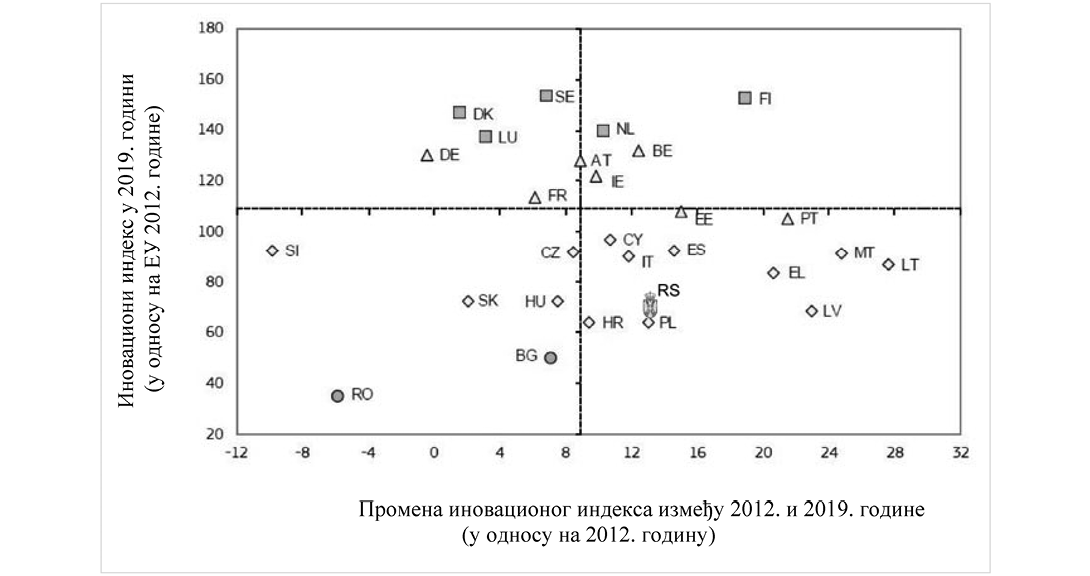 180
160
140
120
100
80
60
40
20
Иновациони индекс у 2019. години
(у односу на ЕУ 2012. године)
SE
FI
DK
NL
LU
BE
DE
AT
IE
FR
EE
PT
CY
SI
CZ
IT
ES
MT
LT
EL
RS
SK
HU
LV
HR
PL
BG
RO
-12
-8
-4
0
4
8
12
16
20
24
28
32
Промена иновационог индекса између 2012. и 2019. године
(у односу на 2012. годину)